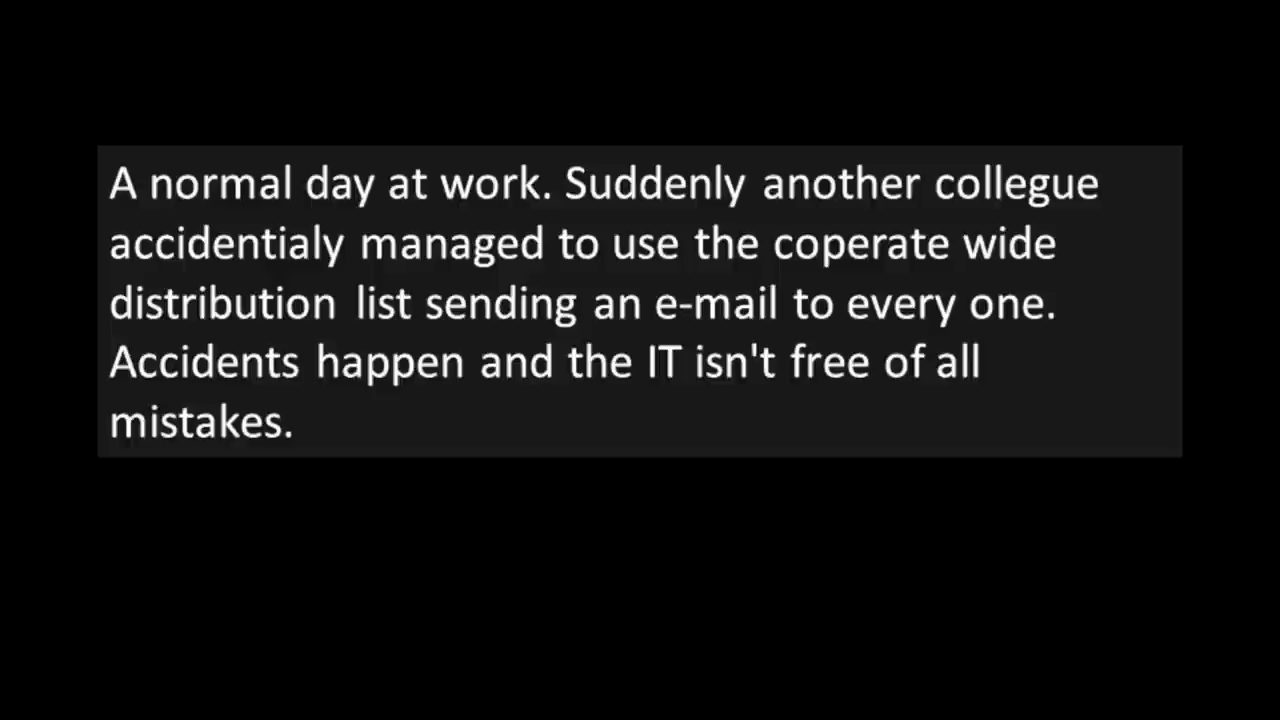 A normal day at work. Suddenly another collegue
accidentialy managed to use the coperate wide
distribution list sending an e-mail to every one.
Accidents happen and the IT isn't free of all
mistakes.